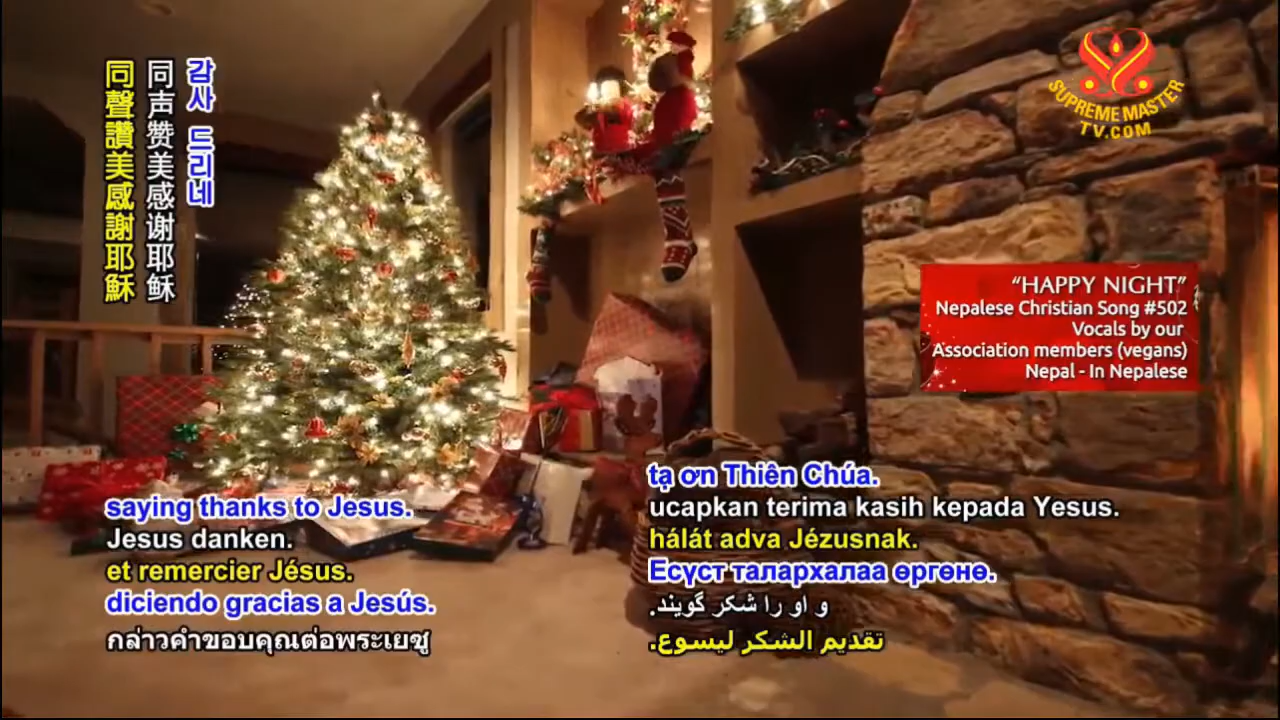 감사 드리네
同声赞美感谢耶稣
同聲讚美感謝耶穌
SUPREME MASTER
TV.COM
“HAPPY NIGHT”
Nepalese Christian Song #502
Vocals by our
Association members (vegans)
Nepal - In Nepalese
saying thanks to Jesus.
Jesus danken.
et remercier Jésus.
diciendo gracias a Jesús.
กล่าวคำขอบคุณต่อพระเยซู
tạ ơn Thiên Chúa.
ucapkan terima kasih kepada Yesus.
hálát adva Jézusnak.
Есүст талархалаа өргөнө.
و او را شکر گویند.
تقديم الشكر ليسوع.